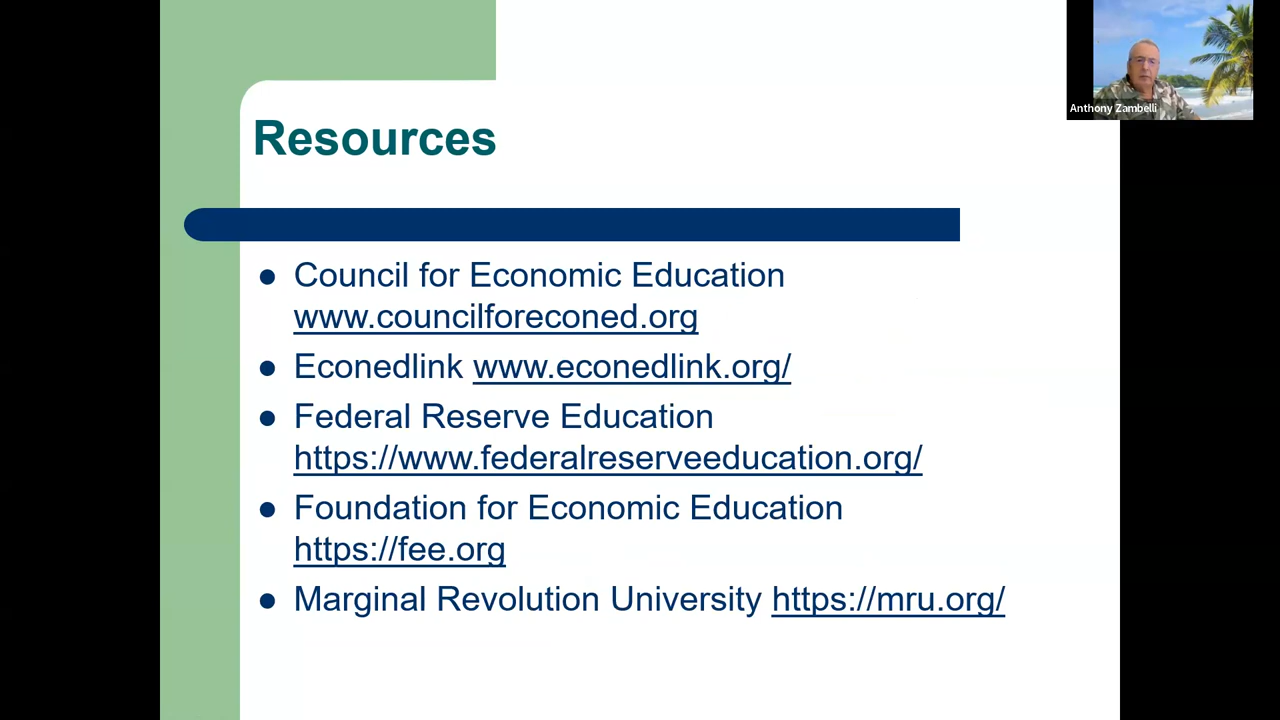 Resources
Council for Economic Education
www.councilforeconed.org
Econedlink www.econedlink.org/
Federal Reserve Education
https://www.federalreserveeducation.org/
Foundation for Economic Education
https://fee.org
Marginal Revolution University https://mru.org/
Anthony Zambelli